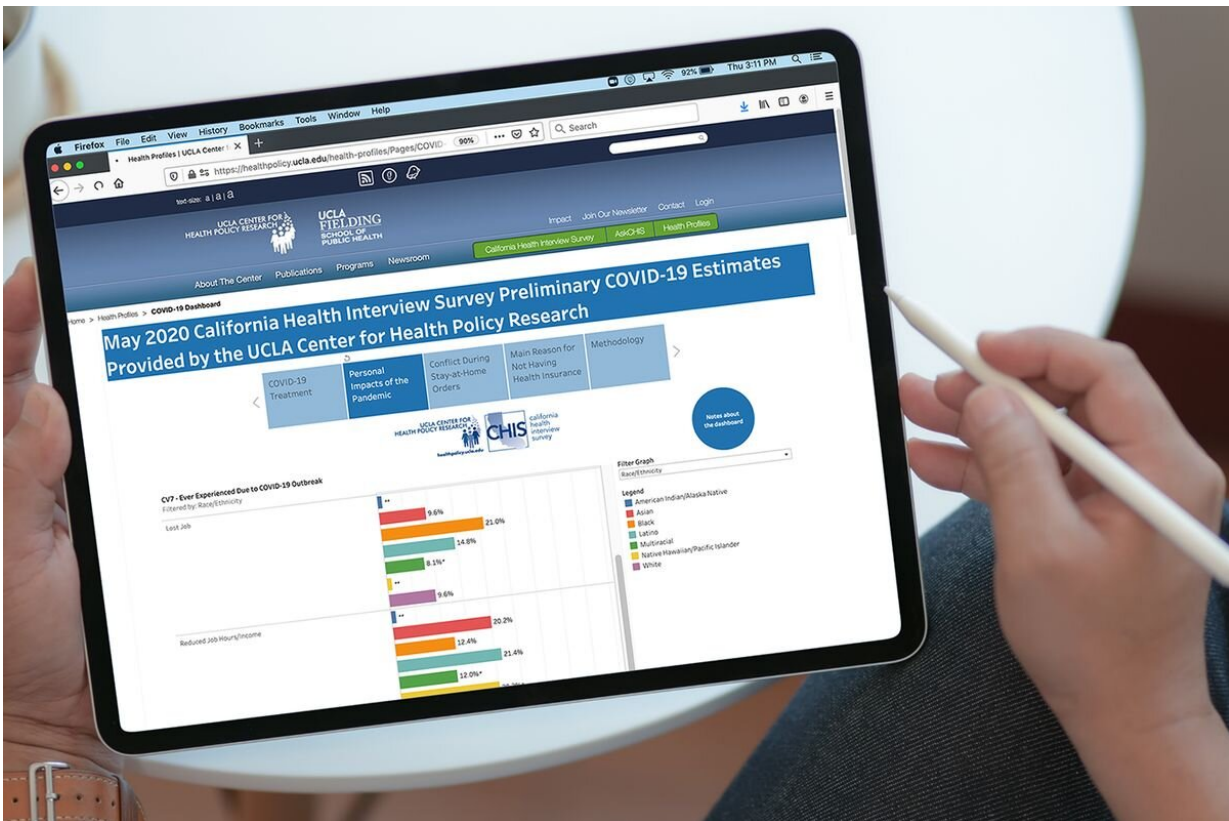 Firefox File Edit View History Bookmarks Tools Window Help
92% Thu 3:11 PM
Health Profiles | UCLA Center f
https://healthpolicy.ucla.edu/health-profiles/Pages/COVID-
90%
Search
text-size: a | a | a
UCLA CENTER FOR
HEALTH POLICY RESEARCH
UCLA
FIELDING
SCHOOL OF
PUBLIC HEALTH
Impact Join Our Newsletter Contact Login
About The Center Publications Programs Newsroom
California Health Interview Survey AskCHIS Health Profiles
Home > Health Profiles > COVID-19 Dashboard
May 2020 California Health Interview Survey Preliminary COVID-19 Estimates
Provided by the UCLA Center for Health Policy Research
COVID-19
Treatment
Personal
Impacts of the
Pandemic
Conflict During
Stay-at-Home
Orders
Main Reason for
Not Having
Health Insurance
Methodology
UCLA CENTER FOR
HEALTH POLICY RESEARCH
healthpolicy.ucla.edu
CHIS
california
health
interview
survey
Notes about
the dashboard
CV7 - Ever Experienced Due to COVID-19 Outbreak
Filtered by: Race/Ethnicity
Filter Graph
Race/Ethnicity
Legend
American Indian/Alaska Native
Asian
Black
Latino
Multiracial
Native Hawaiian/Pacific Islander
White
Lost Job
**
9.6%
21.0%
14.8%
8.1%*
**
9.6%
Reduced Job Hours/Income
**
20.2%
12.4%
21.4%
12.0%*